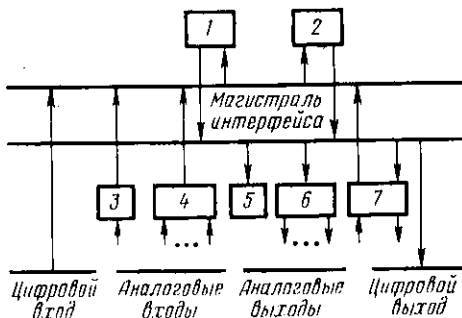 1
2
Магистраль
интерфейса
3
4
5
6
7
...
...
Цифровой
вход
Аналоговые
входы
Аналоговые
выходы
Цифровой
выход